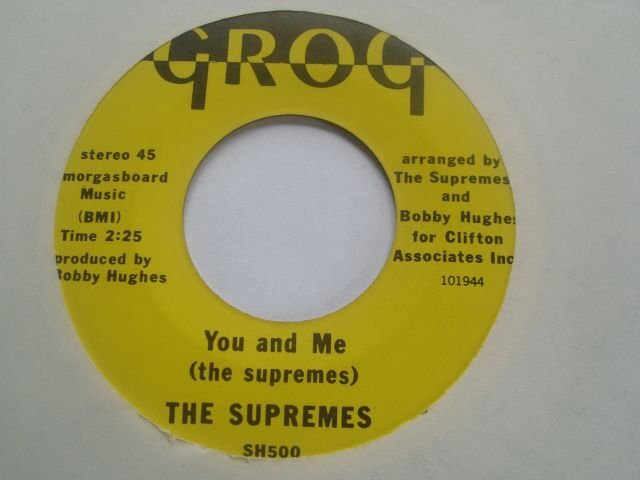 GROG
stereo 45
morgasboard
Music
(BMI)
Time 2:25
produced by
Bobby Hughes
arranged by
The Supremes
and
Bobby Hughes
for Clifton
Associates Inc
101944
You and Me
(the supremes)
THE SUPREMES
SH500